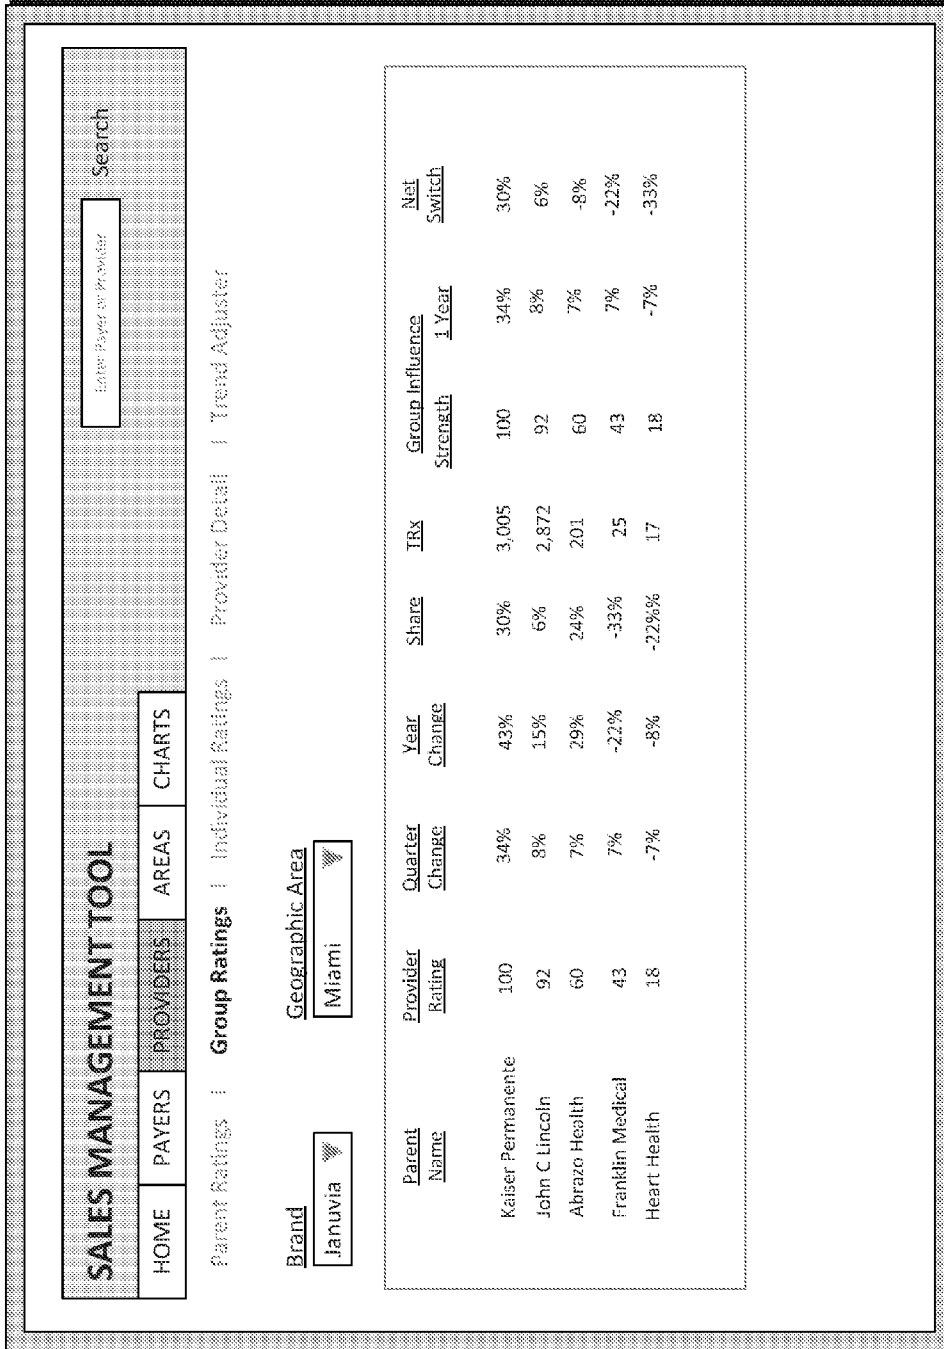 SALES MANAGEMENT TOOL
Enter Payer or Provider Search
HOME PAYERS PROVIDERS AREAS CHARTS
Parent Ratings | Group Ratings | Individual Ratings | Provider Detail | Trend Adjuster
Brand Geographic Area
Januvia Miami
Parent Provider Quarter Year Share TRx Group Influence Net
Name Rating Change Change Strength 1 Year Switch
Kaiser Permanente 100 34% 43% 30% 3,005 100 34% 30%
John C Lincoln 92 8% 15% 6% 2,872 92 8% 6%
Abrazo Health 60 7% 29% 24% 201 60 7% -8%
Franklin Medical 43 7% -22% -33% 25 43 7% -22%
Heart Health 18 -7% -8% -22%% 17 18 -7% -33%